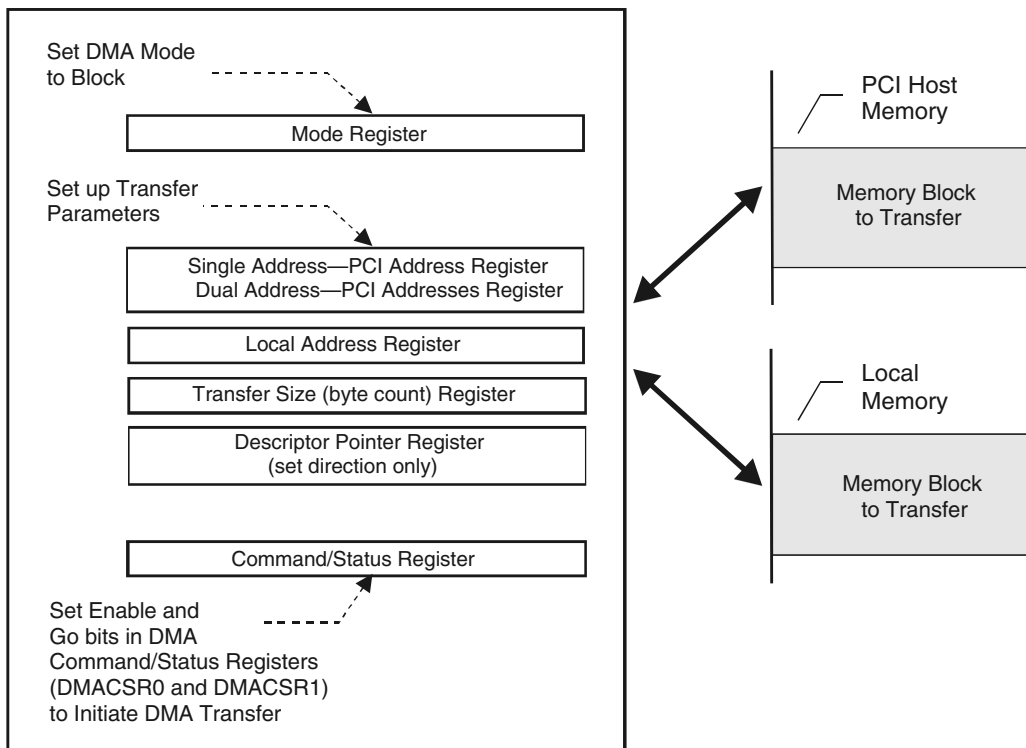 Set DMA Mode
to Block
Mode Register
Set up Transfer
Parameters
Single Address—PCI Address Register
Dual Address—PCI Addresses Register
Local Address Register
Transfer Size (byte count) Register
Descriptor Pointer Register
(set direction only)
Command/Status Register
Set Enable and
Go bits in DMA
Command/Status Registers
(DMACSR0 and DMACSR1)
to Initiate DMA Transfer
PCI Host
Memory
Memory Block
to Transfer
Local
Memory
Memory Block
to Transfer